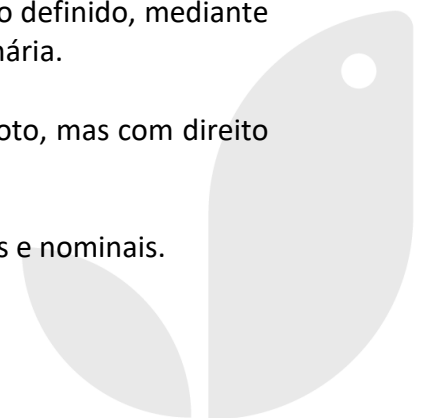 o definido, mediante
nária.
oto, mas com direito
s e nominais.